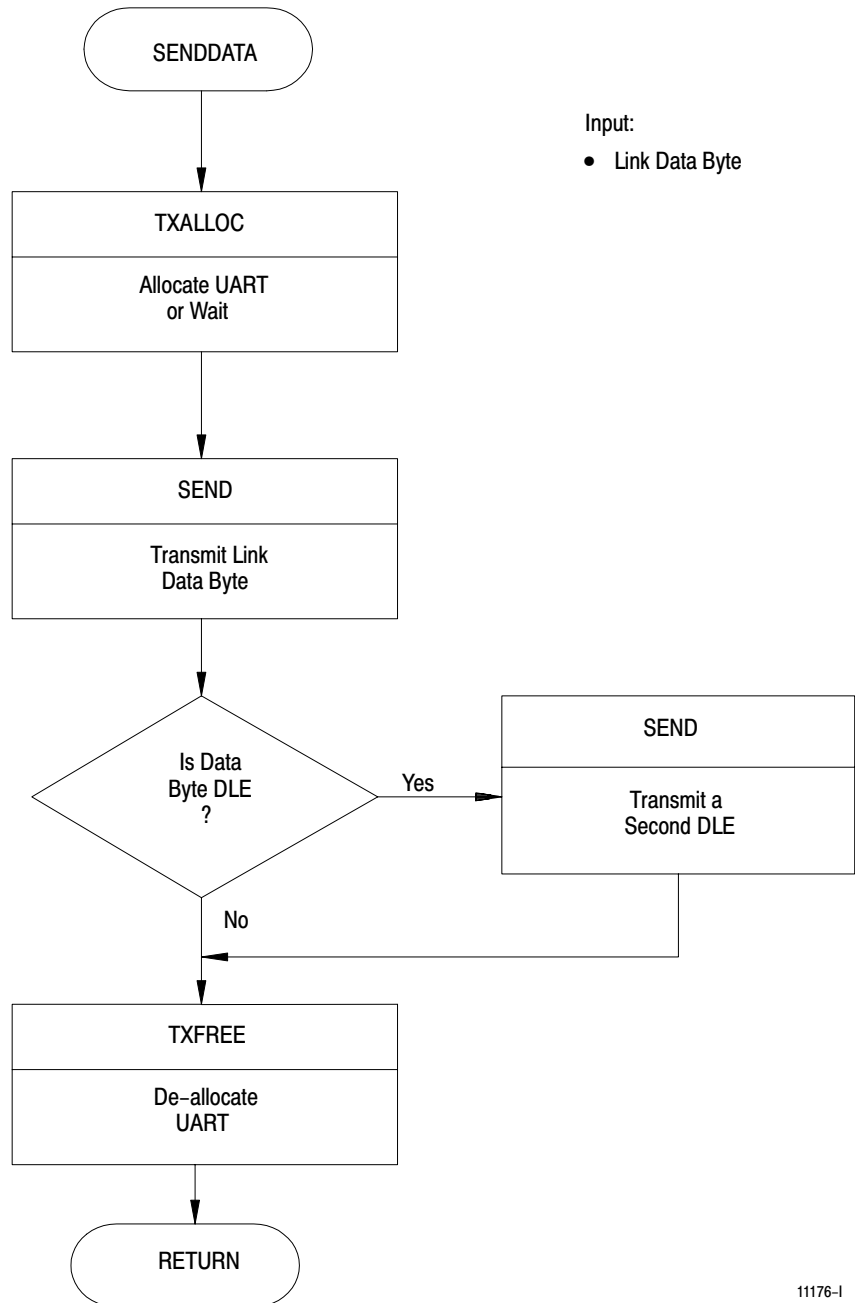 SENDDATA
Input:
• Link Data Byte
TXALLOC
Allocate UART
or Wait
SEND
Transmit Link
Data Byte
Is Data
Byte DLE
?
Yes
SEND
Transmit a
Second DLE
No
TXFREE
De-allocate
UART
RETURN
11176-I